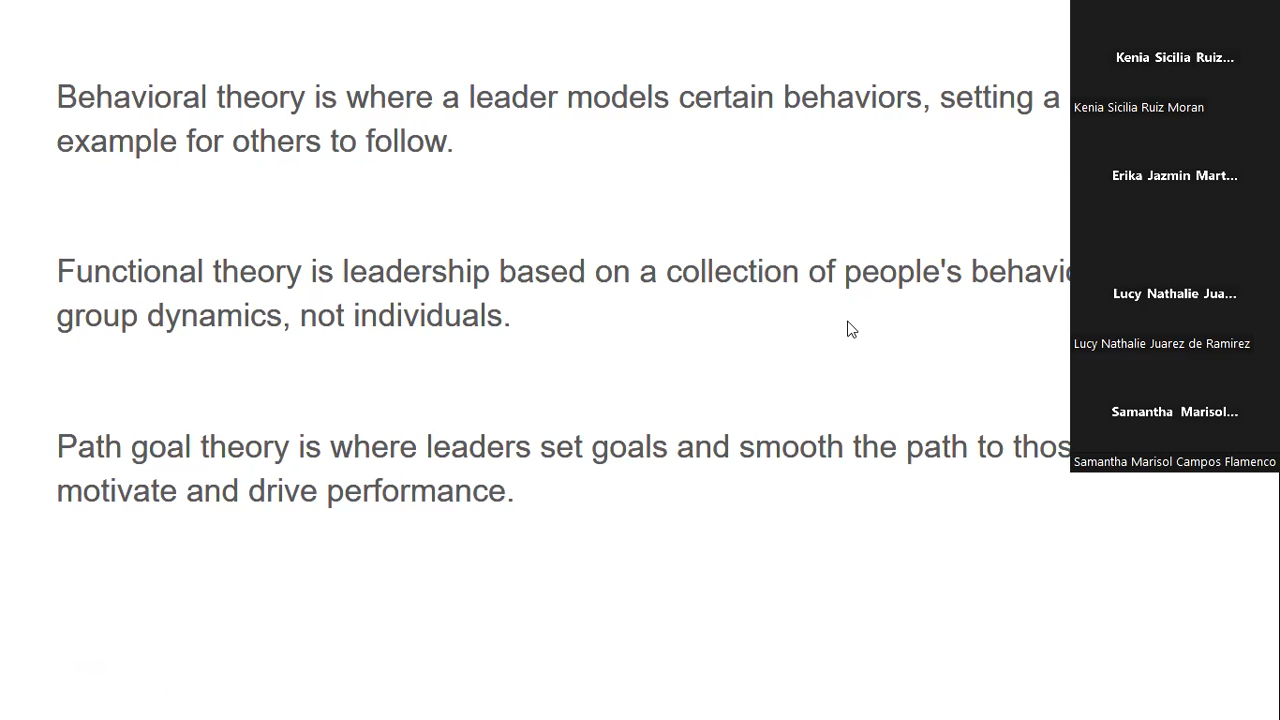 Behavioral theory is where a leader models certain behaviors, setting a
example for others to follow.
Functional theory is leadership based on a collection of people's
group dynamics, not individuals.
Path goal theory is where leaders set goals and smooth the path to
motivate and drive performance.
Kenia Sicilia Ruiz...
Kenia Sicilia Ruiz Moran
Erika Jazmin Mart...
Lucy Nathalie Jua...
Lucy Nathalie Juarez de Ramirez
Samantha Marisol...
Samantha Marisol Campos Flamenco